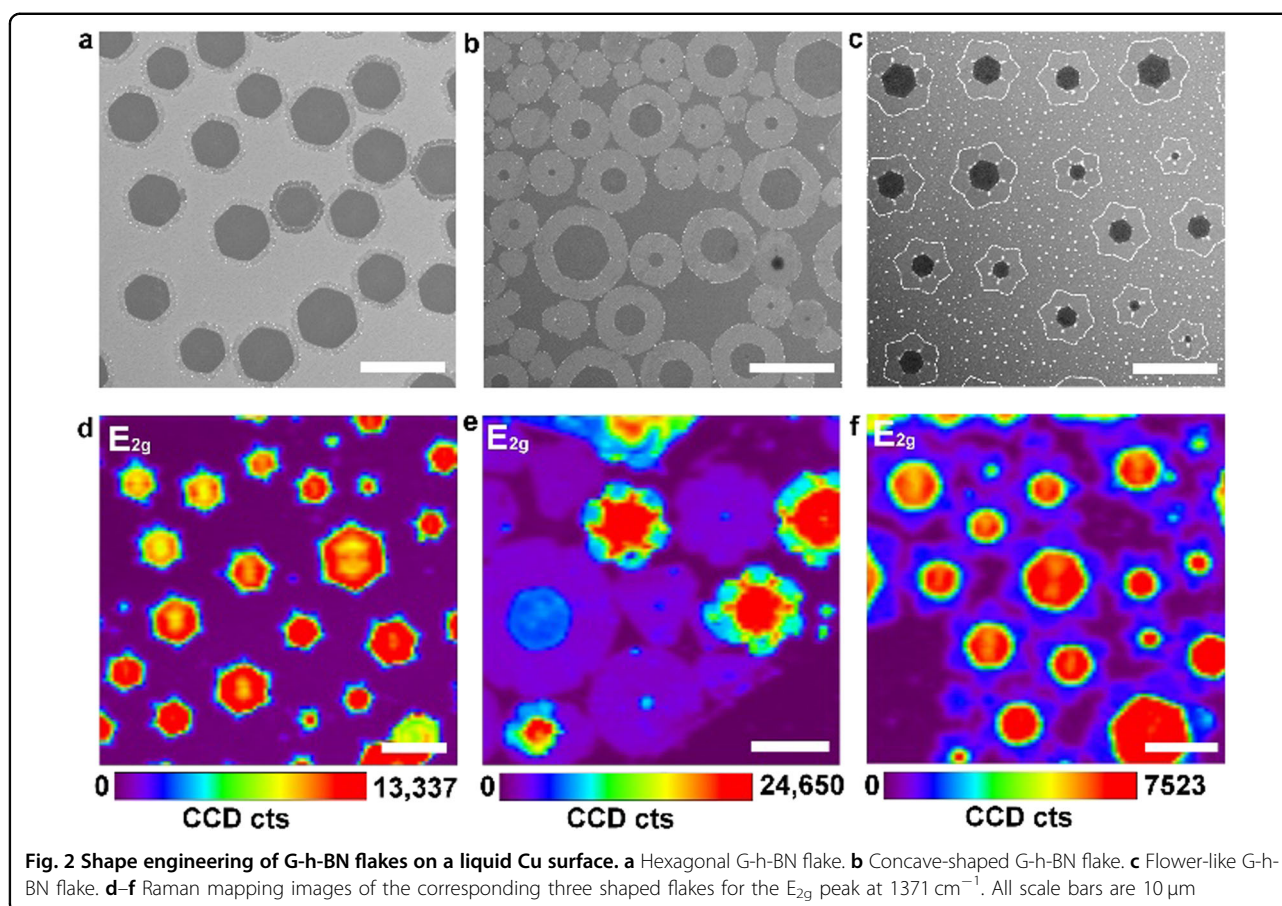 a
b
c
d
E2g
e
E2g
f
E2g
0
13,337
CCD cts
0
24,650
CCD cts
0
7523
CCD cts
Fig. 2 Shape engineering of G-h-BN flakes on a liquid Cu surface. a Hexagonal G-h-BN flake. b Concave-shaped G-h-BN flake. c Flower-like G-h-
BN flake. d–f Raman mapping images of the corresponding three shaped flakes for the E2g peak at 1371 cm−1. All scale bars are 10 μm